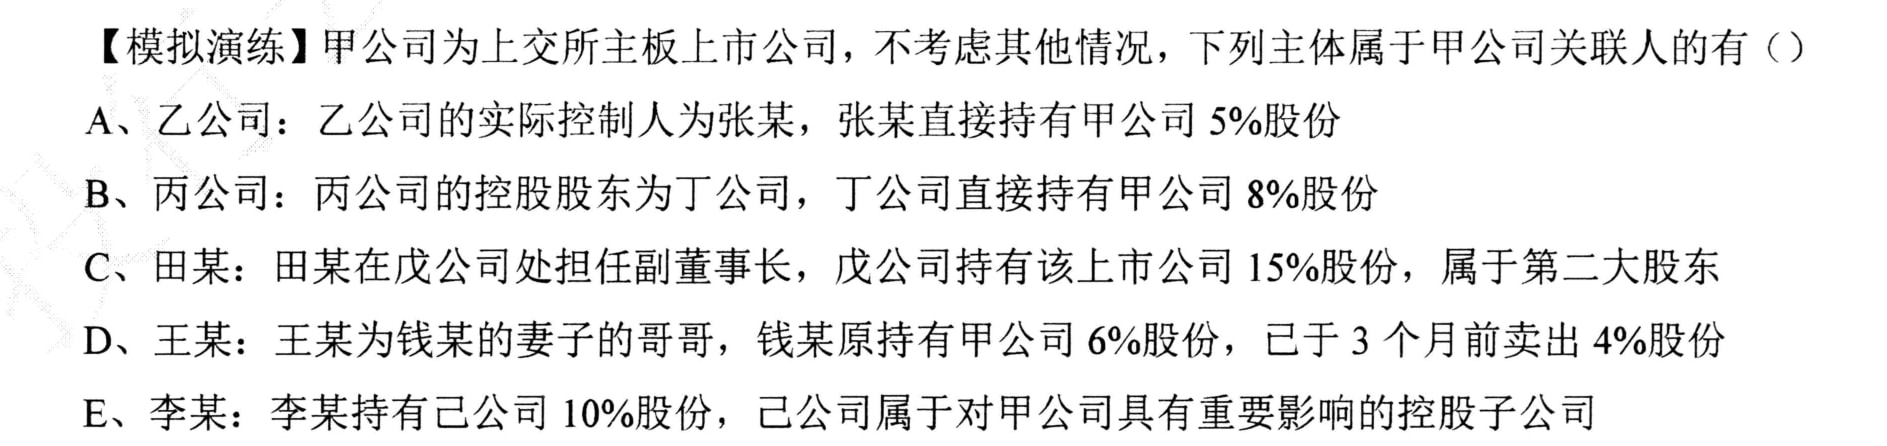 【模拟演练】甲公司为上交所主板上市公司，不考虑其他情况，下列主体属于甲公司关联人的有（）
A、乙公司：乙公司的实际控制人为张某，张某直接持有甲公司 5%股份
B、丙公司：丙公司的控股股东为丁公司，丁公司直接持有甲公司 8%股份
C、田某：田某在戊公司处担任副董事长，戊公司持有该上市公司 15%股份，属于第二大股东
D、王某：王某为钱某的妻子的哥哥，钱某原持有甲公司 6%股份，已于 3 个月前卖出 4%股份
E、李某：李某持有己公司 10%股份，己公司属于对甲公司具有重要影响的控股子公司